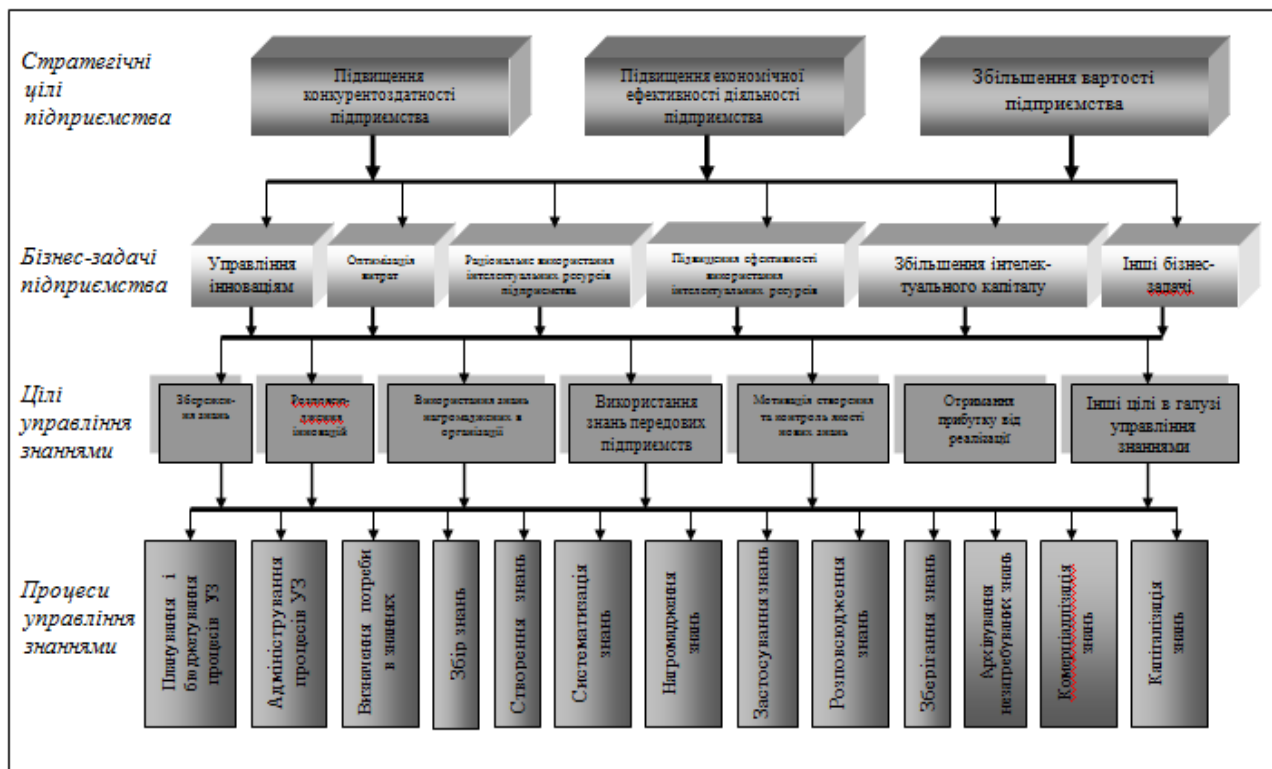 Стратегічні
цілі
підприємства
Підвищення
конкурентоздатності
підприємства
Підвищення економічної
ефективності діяльності
підприємства
Збільшення вартості
підприємства
Бізнес-задачі
підприємства
Управління
інноваціям
Оптимізація
витрат
Раціональне використання
інтелектуальних ресурсів
підприємства
Підвищення ефективності
використання
інтелектуальних ресурсів
Збільшення інтелек-
туального капіталу
Інші бізнес-
задачі
Цілі
управління
знаннями
Збережен-
ня знань
Розповсю-
дження
інновацій
Використання знань
нагромаджених в
організації
Використання
знань передових
підприємств
Мотивація створення
та контроль якості
нових знань
Отримання
прибутку від
реалізації
Інші цілі в галузі
управління
знаннями
Процеси
управління
знаннями
Планування і
бюджетування
процесів УЗ
Адміністрування
процесів УЗ
Визначення потреби
в знаннях
Збір знань
Створення знань
Систематизація
знань
Нагромадження
знань
Застосування знань
Розповсюдження
знань
Зберігання знань
Архівування
незатребуваних знань
Комерціадлізація
знань
Капіталізація
знань